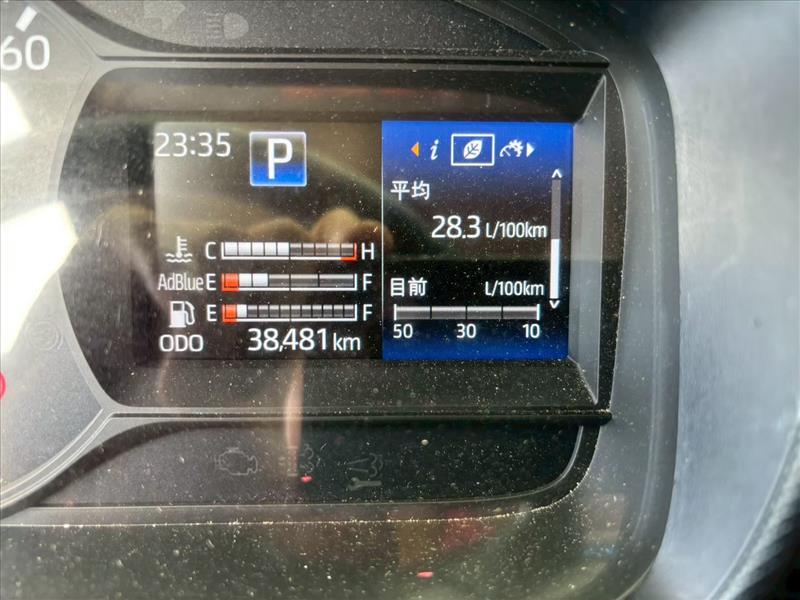 60
23:35 P
i
平均
28.3 L/100km
C H
AdBlue E F
E F
ODO 38,481 km
目前 L/100km
50 30 10